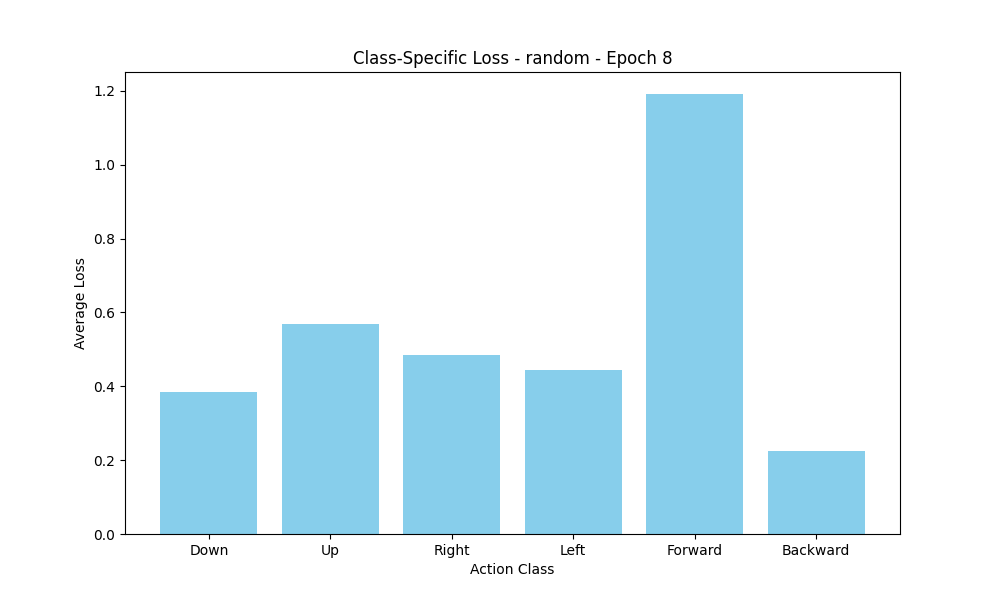 Class-Specific Loss - random - Epoch 8
1.2
1.0
0.8
0.6
0.4
0.2
0.0
Average Loss
Down Up Right Left Forward Backward
Action Class